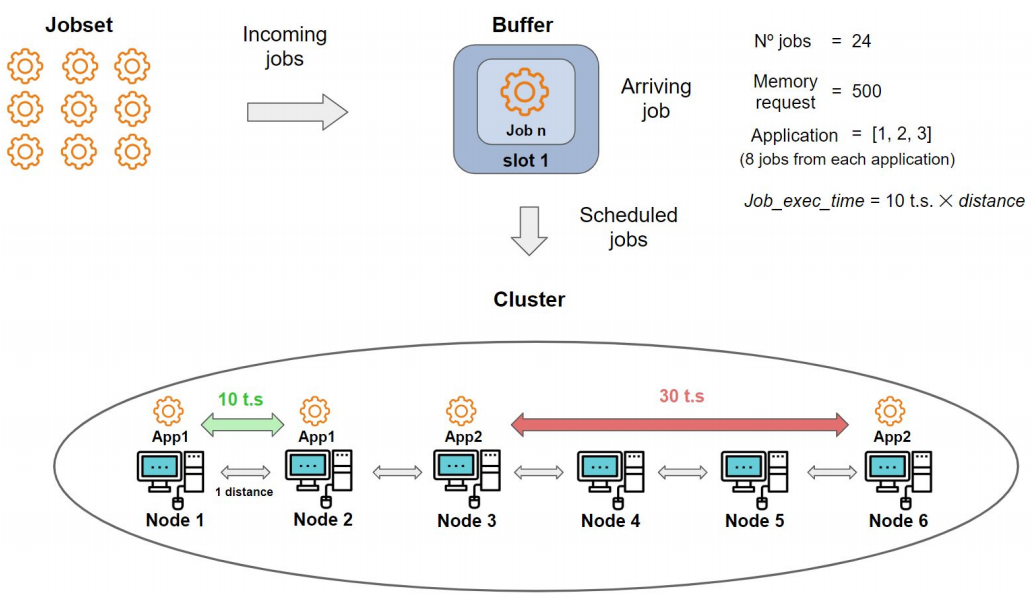 Jobset
Incoming
jobs
Buffer
Job n
slot 1
Arriving
job
Nº jobs = 24
Memory
request = 500
Application = [1, 2, 3]
(8 jobs from each application)
Job_exec_time = 10 t.s. × distance
Scheduled
jobs
Cluster
10 t.s
30 t.s
App1
App1
App2
App2
1 distance
Node 1
Node 2
Node 3
Node 4
Node 5
Node 6